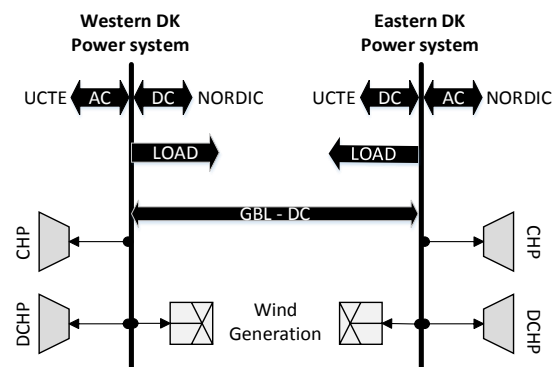 Western DK
Power system
Eastern DK
Power system
UCTE AC DC NORDIC
UCTE DC AC NORDIC
LOAD
LOAD
GBL - DC
CHP
CHP
DCHP
Wind
Generation
DCHP